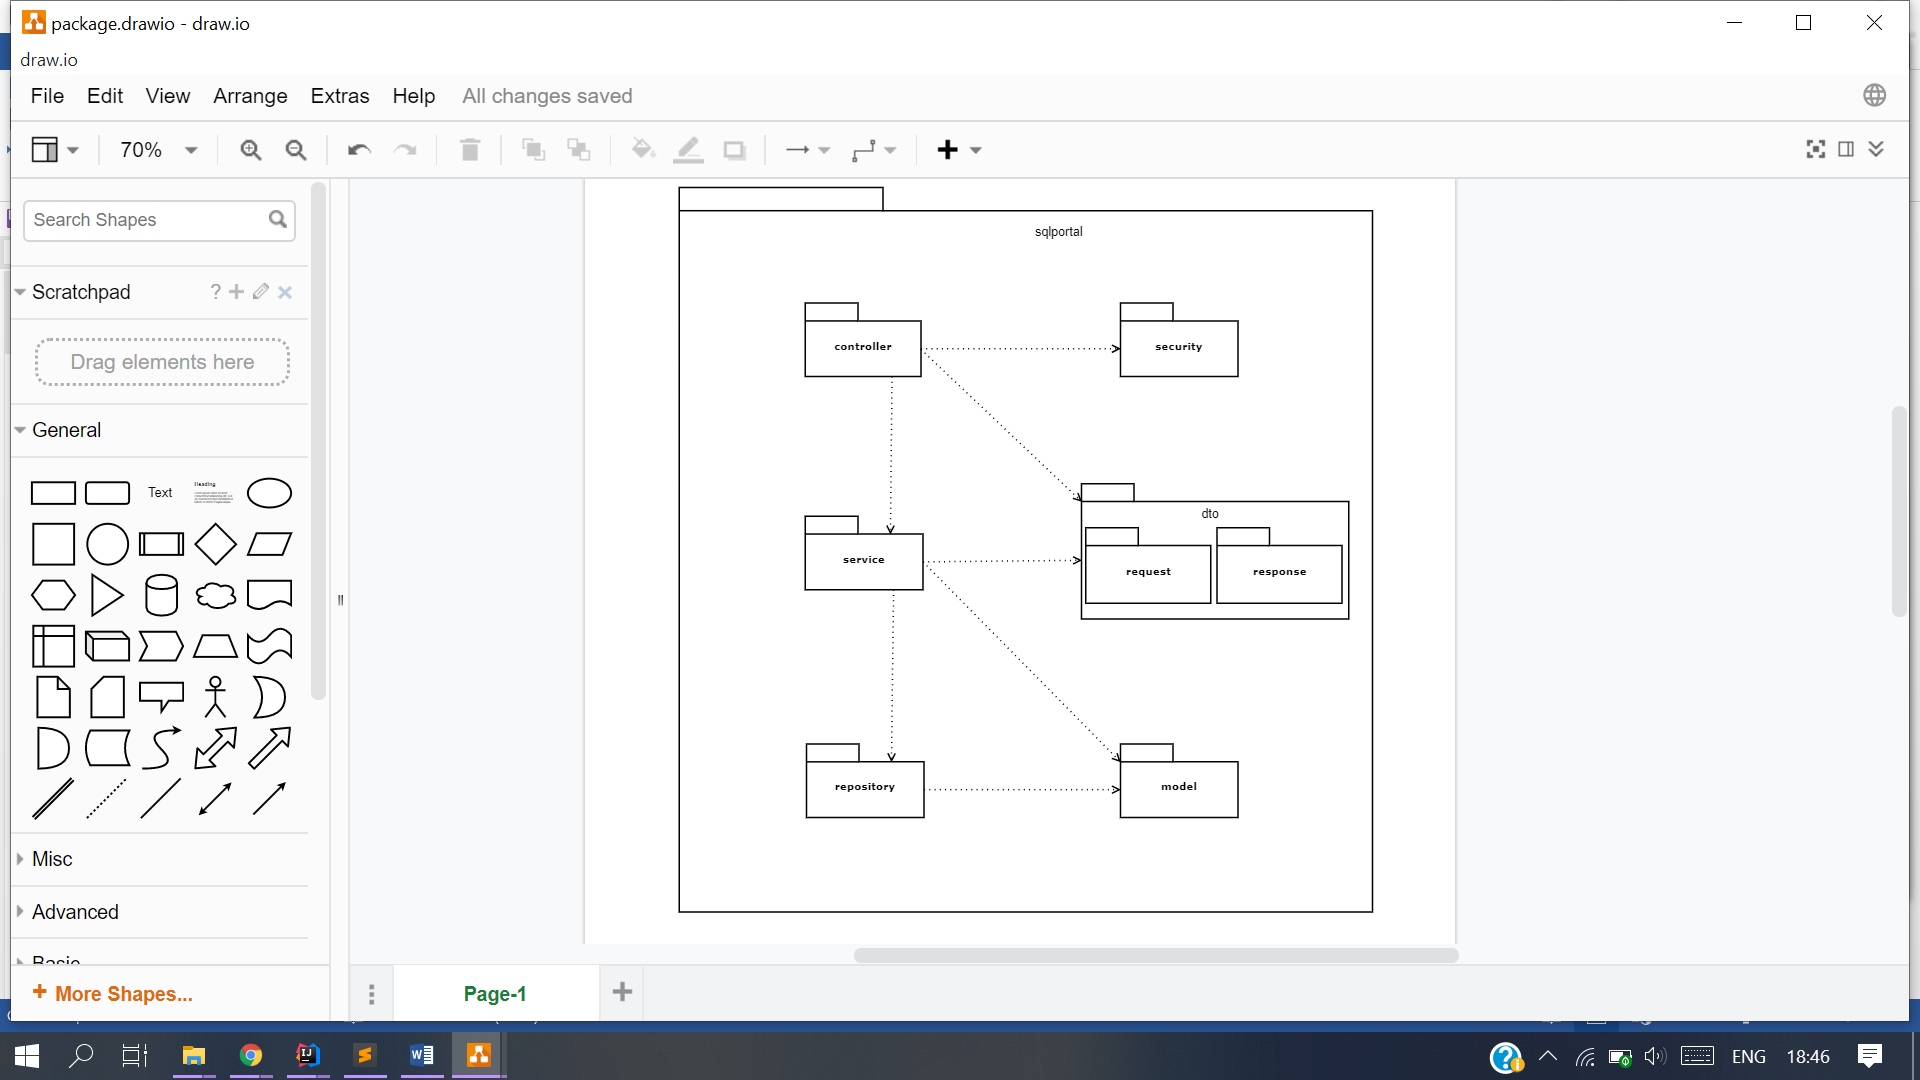 package.drawio - draw.io
draw.io
File Edit View Arrange Extras Help All changes saved
70%
Search Shapes
Scratchpad
?
Drag elements here
General
Text
Heading
Misc
Advanced
Basic
+ More Shapes...
sqlportal
controller
security
dto
service
request
response
repository
model
Page-1
ENG 18:46